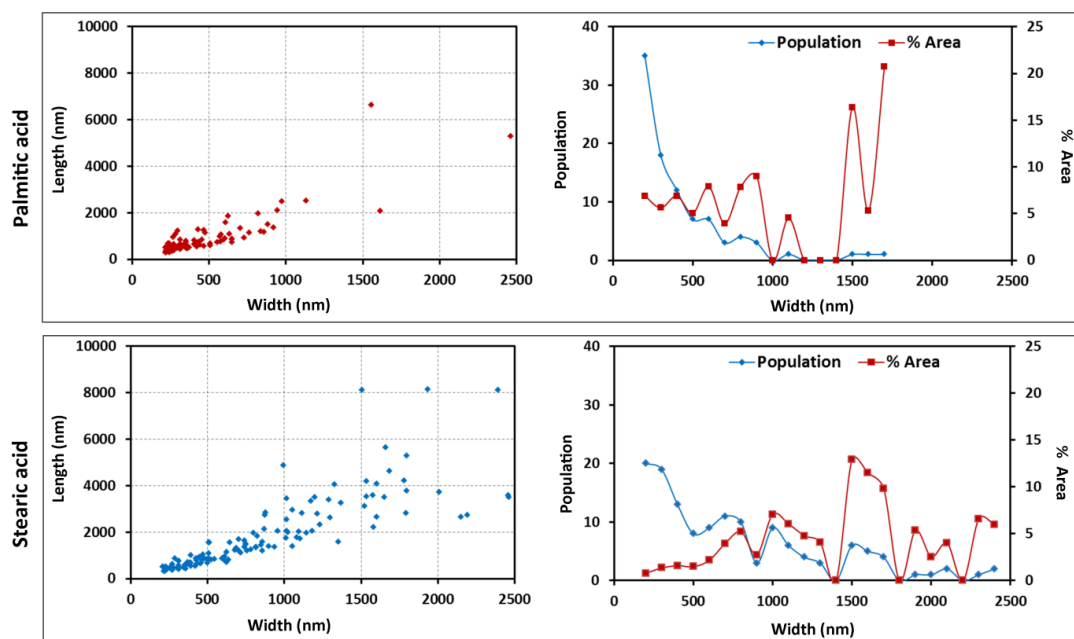 Palmitic acid
Length (nm)
10000
8000
6000
4000
2000
0
0 500 1000 1500 2000 2500
Width (nm)
Population % Area
Population
40
30
20
10
0
% Area
25
20
15
10
5
0
0 500 1000 1500 2000 2500
Width (nm)
Stearic acid
Length (nm)
10000
8000
6000
4000
2000
0
0 500 1000 1500 2000 2500
Width (nm)
Population % Area
Population
40
30
20
10
0
% Area
25
20
15
10
5
0
0 500 1000 1500 2000 2500
Width (nm)